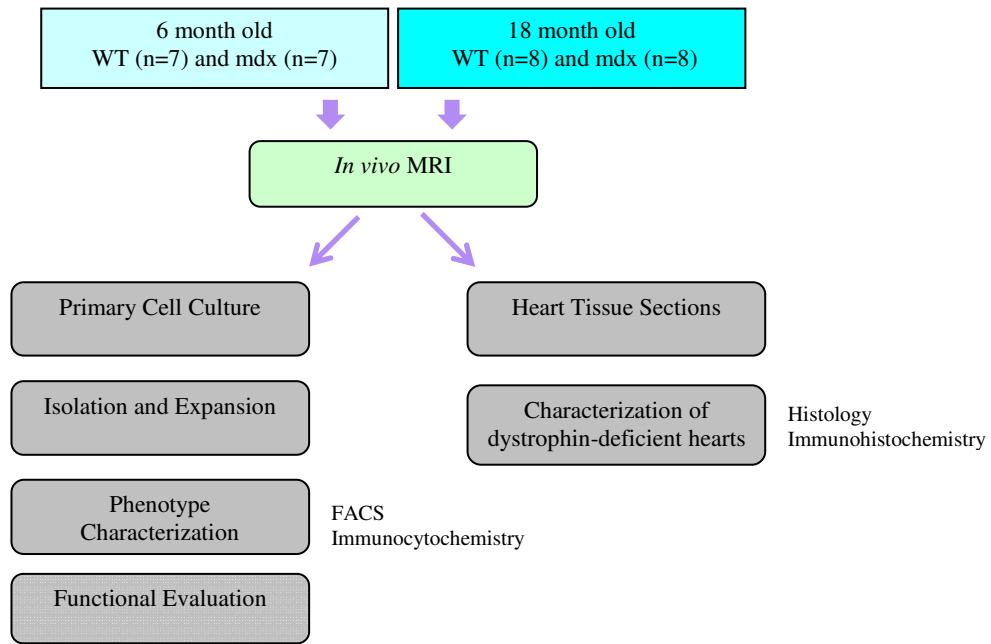 6 month old
WT (n=7) and mdx (n=7)
18 month old
WT (n=8) and mdx (n=8)
In vivo MRI
Primary Cell Culture
Heart Tissue Sections
Isolation and Expansion
Characterization of
dystrophin-deficient hearts
Histology
Immunohistochemistry
Phenotype
Characterization
FACS
Immunocytochemistry
Functional Evaluation